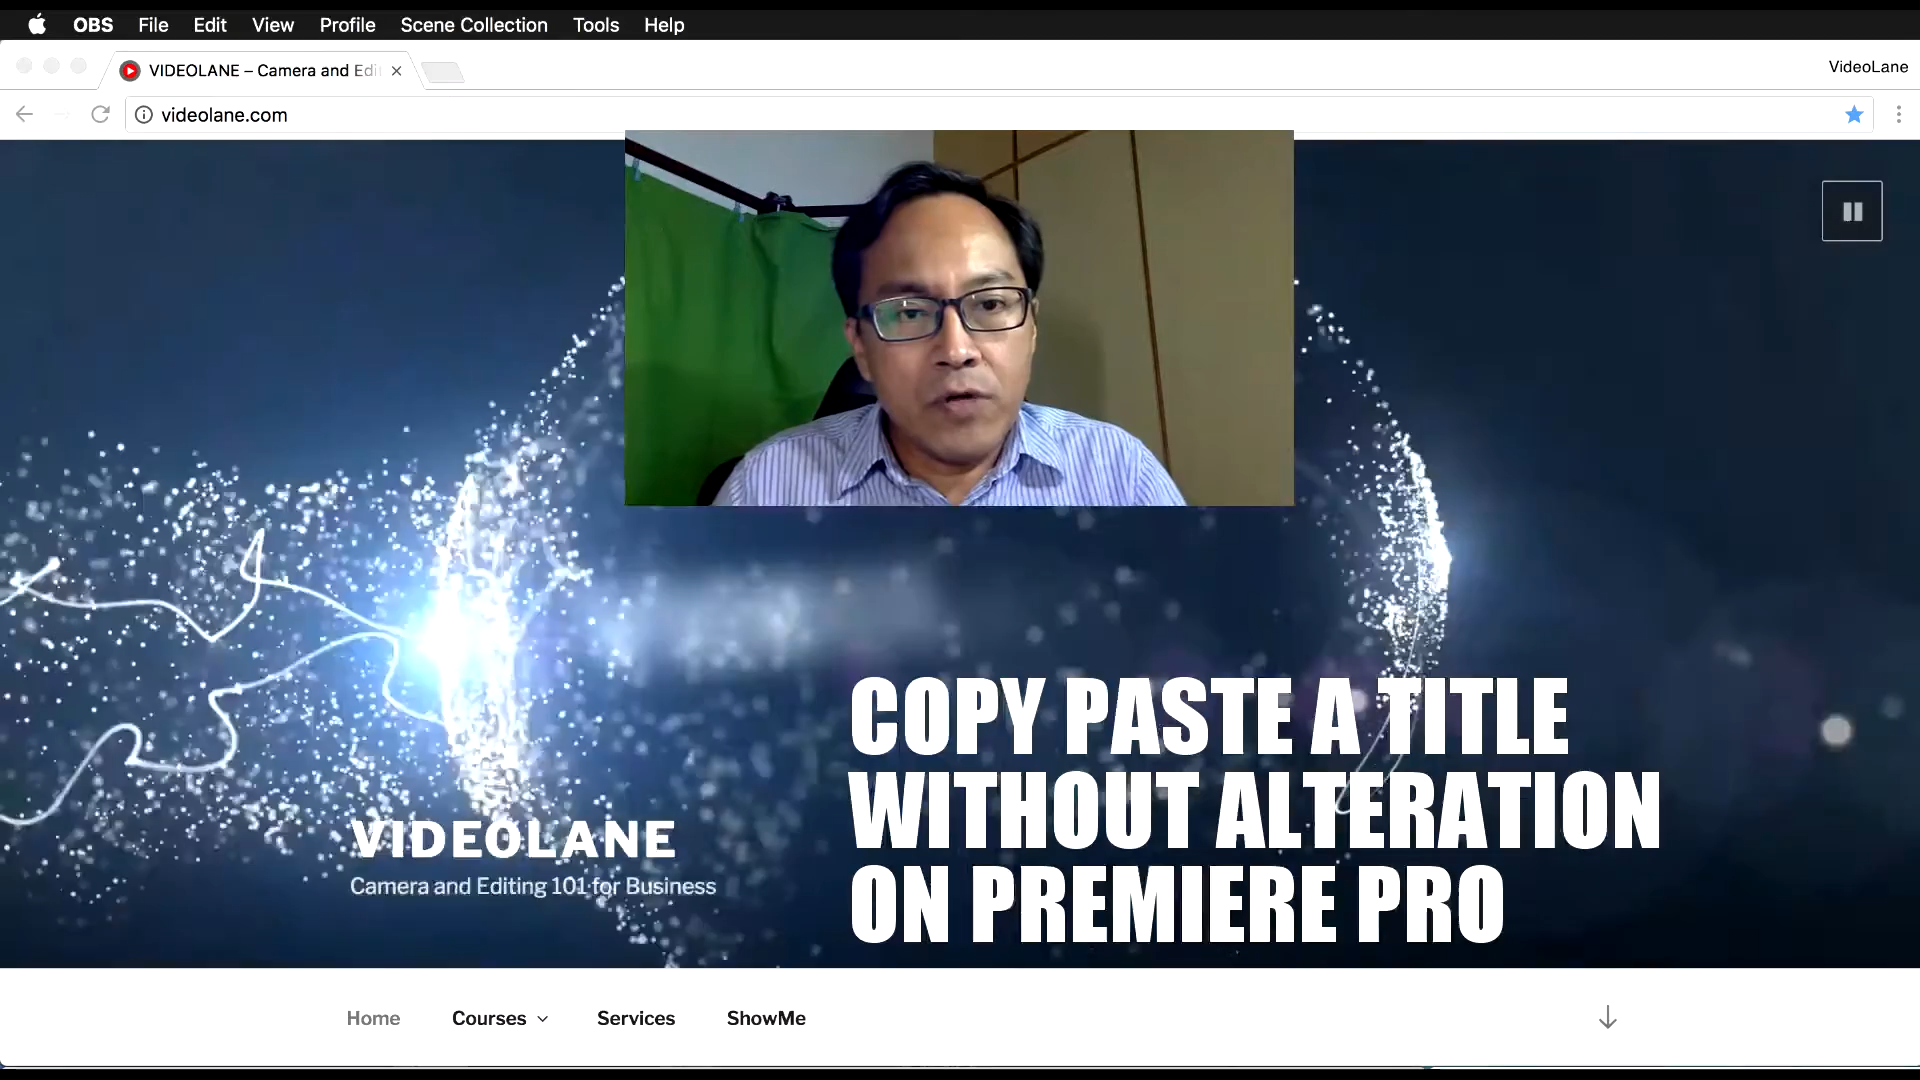 OBS File Edit View Profile Scene Collection Tools Help
VIDEOLANE – Camera and Edi
VideoLane
videolane.com
COPY PASTE A TITLE
WITHOUT ALTERATION
ON PREMIERE PRO
VIDEOLANE
Camera and Editing 101 for Business
Home Courses Services ShowMe